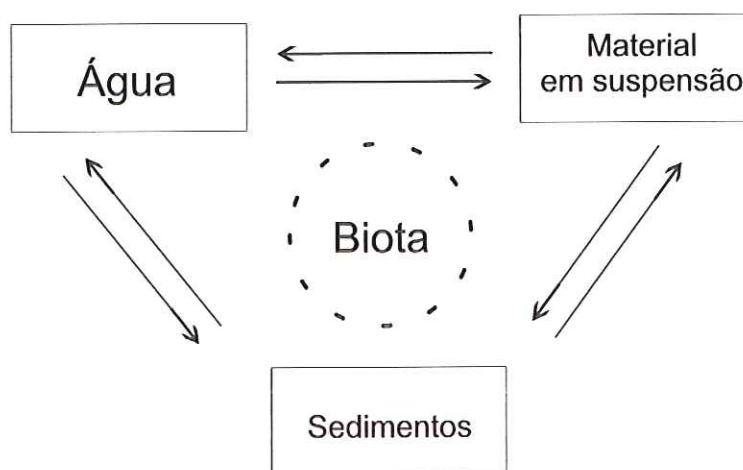 Água
Material
em suspensão
Biota
Sedimentos